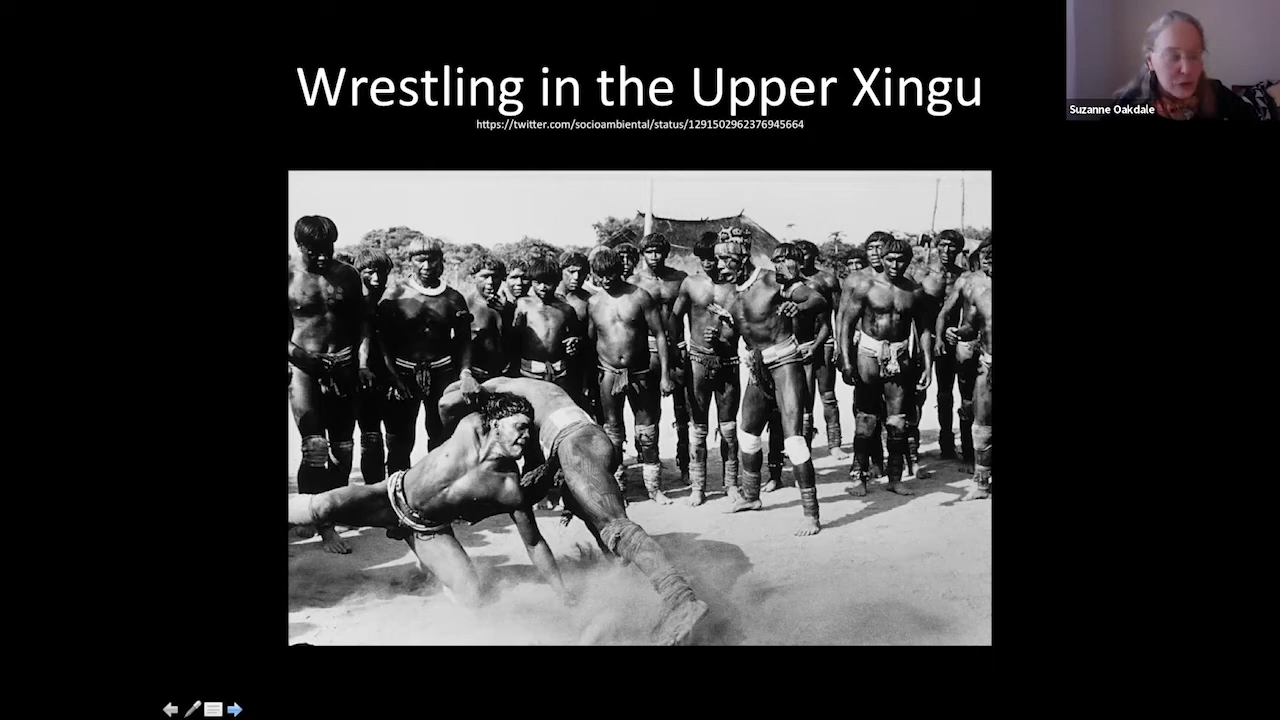 Wrestling in the Upper Xingu
https://twitter.com/socioambiental/status/1291502962376945664
Suzanne Oakdale